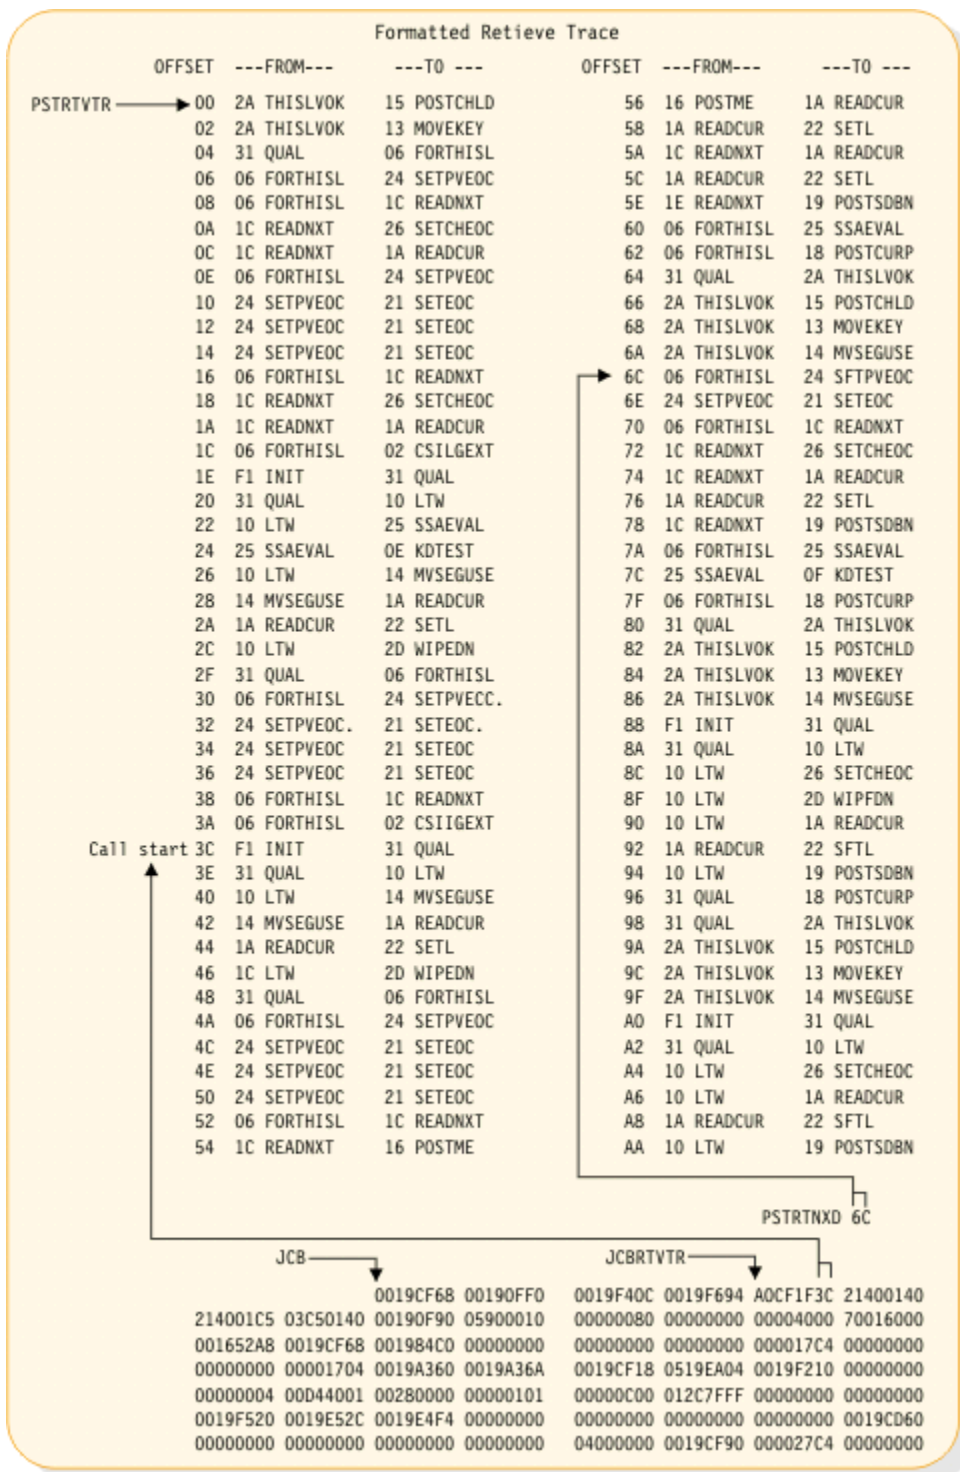 Formatted Retieve Trace
OFFSET ---FROM--- ---TO --- OFFSET ---FROM--- ---TO ---
PSTRTVTR 00 2A THISLVOK 15 POSTCHLD 56 16 POSTME 1A READCUR
02 2A THISLVOK 13 MOVEKEY 58 1A READCUR 22 SETL
04 31 QUAL 06 FORTHISL 5A 1C READNXT 1A READCUR
06 06 FORTHISL 24 SETPVEOC 5C 1A READCUR 22 SETL
08 06 FORTHISL 1C READNXT 5E 1E READNXT 19 POSTSDBN
0A 1C READNXT 26 SETCHEOC 60 06 FORTHISL 25 SSAEVAL
0C 1C READNXT 1A READCUR 62 06 FORTHISL 18 POSTCURP
0E 06 FORTHISL 24 SETPVEOC 64 31 QUAL 2A THISLVOK
10 24 SETPVEOC 21 SETEOC 66 2A THISLVOK 15 POSTCHLD
12 24 SETPVEOC 21 SETEOC 68 2A THISLVOK 13 MOVEKEY
14 24 SETPVEOC 21 SETEOC 6A 2A THISLVOK 14 MVSEGUSE
16 06 FORTHISL 1C READNXT 6C 06 FORTHISL 24 SFTPVEOC
18 1C READNXT 26 SETCHEOC 6E 24 SETPVEOC 21 SETEOC
1A 1C READNXT 1A READCUR 70 06 FORTHISL 1C READNXT
1C 06 FORTHISL 02 CSILGEXT 72 1C READNXT 26 SETCHEOC
1E F1 INIT 31 QUAL 74 1C READNXT 1A READCUR
20 31 QUAL 10 LTW 76 1A READCUR 22 SETL
22 10 LTW 25 SSAEVAL 78 1C READNXT 19 POSTSDBN
24 25 SSAEVAL 0E KDTEST 7A 06 FORTHISL 25 SSAEVAL
26 10 LTW 14 MVSEGUSE 7C 25 SSAEVAL 0F KDTEST
28 14 MVSEGUSE 1A READCUR 7F 06 FORTHISL 18 POSTCURP
2A 1A READCUR 22 SETL 80 31 QUAL 2A THISLVOK
2C 10 LTW 2D WIPEDN 82 2A THISLVOK 15 POSTCHLD
2F 31 QUAL 06 FORTHISL 84 2A THISLVOK 13 MOVEKEY
30 06 FORTHISL 24 SETPVECC. 86 2A THISLVOK 14 MVSEGUSE
32 24 SETPVEOC. 21 SETEOC. 88 F1 INIT 31 QUAL
34 24 SETPVEOC 21 SETEOC 8A 31 QUAL 10 LTW
36 24 SETPVEOC 21 SETEOC 8C 10 LTW 26 SETCHEOC
38 06 FORTHISL 1C READNXT 8F 10 LTW 2D WIPFDN
3A 06 FORTHISL 02 CSIIGEXT 90 10 LTW 1A READCUR
Call start 3C F1 INIT 31 QUAL 92 1A READCUR 22 SFTL
3E 31 QUAL 10 LTW 94 10 LTW 19 POSTSDBN
40 10 LTW 14 MVSEGUSE 96 31 QUAL 18 POSTCURP
42 14 MVSEGUSE 1A READCUR 98 31 QUAL 2A THISLVOK
44 1A READCUR 22 SETL 9A 2A THISLVOK 15 POSTCHLD
46 1C LTW 2D WIPEDN 9C 2A THISLVOK 13 MOVEKEY
48 31 QUAL 06 FORTHISL 9F 2A THISLVOK 14 MVSEGUSE
4A 06 FORTHISL 24 SETPVEOC A0 F1 INIT 31 QUAL
4C 24 SETPVEOC 21 SETEOC A2 31 QUAL 10 LTW
4E 24 SETPVEOC 21 SETEOC A4 10 LTW 26 SETCHEOC
50 24 SETPVEOC 21 SETEOC A6 10 LTW 1A READCUR
52 06 FORTHISL 1C READNXT A8 1A READCUR 22 SFTL
54 1C READNXT 16 POSTME AA 10 LTW 19 POSTSDBN
PSTRTNXD 6C
JCB JCBRTVTR
0019CF68 00190FF0 0019F40C 0019F694 A0CF1F3C 21400140
214001C5 03C50140 00190F90 05900010 00000080 00000000 00004000 70016000
001652A8 0019CF68 001984C0 00000000 00000000 00000000 000017C4 00000000
00000000 00001704 0019A360 0019A36A 0019CF18 0519EA04 0019F210 00000000
00000004 00D44001 00280000 00000101 00000C00 012C7FFF 00000000 00000000
0019F520 0019E52C 0019E4F4 00000000 00000000 00000000 00000000 0019CD60
00000000 00000000 00000000 00000000 04000000 0019CF90 000027C4 00000000